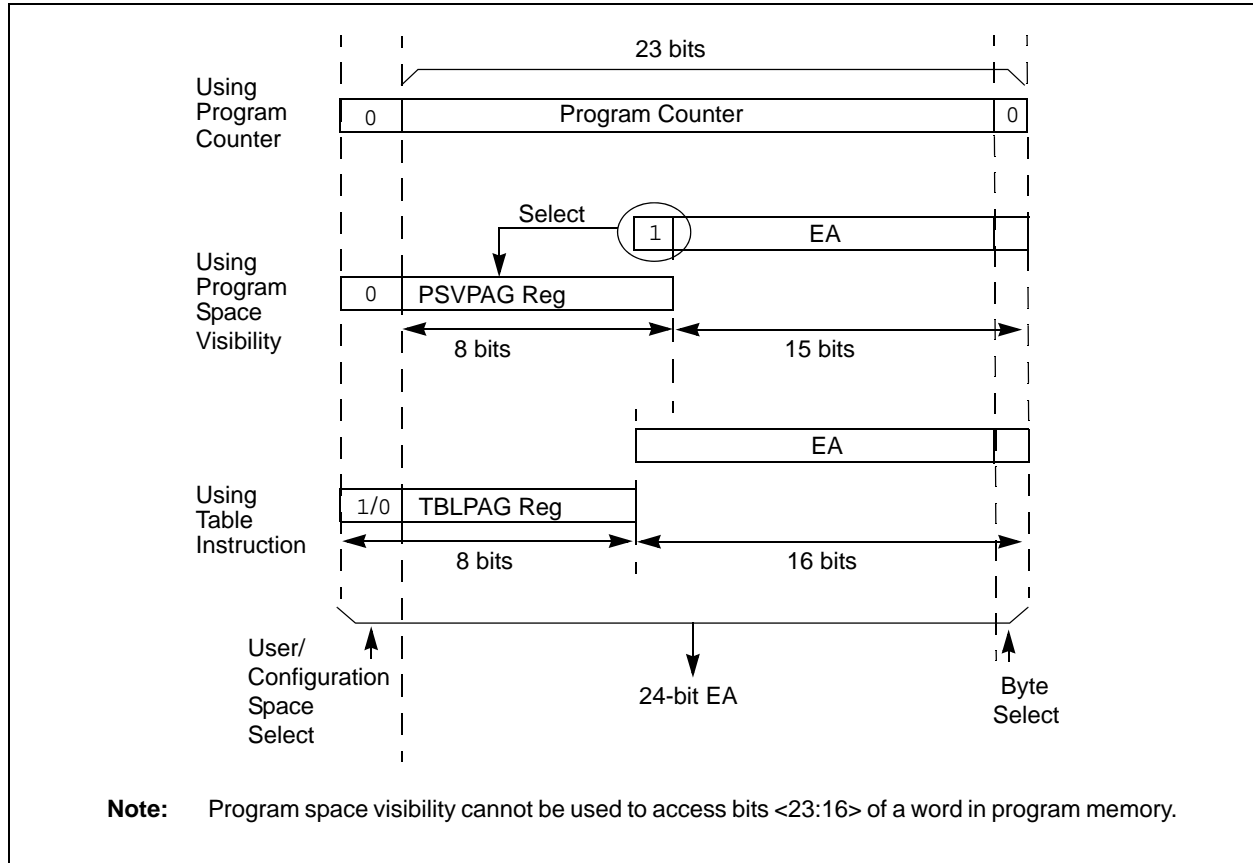 23 bits
Using
Program
Counter
0
Program Counter
0
Select
1
EA
Using
Program
Space
Visibility
0
PSVPAG Reg
8 bits
15 bits
EA
Using
Table
Instruction
1/0
TBLPAG Reg
8 bits
16 bits
User/
Configuration
Space
Select
24-bit EA
Byte
Select
Note: Program space visibility cannot be used to access bits <23:16> of a word in program memory.